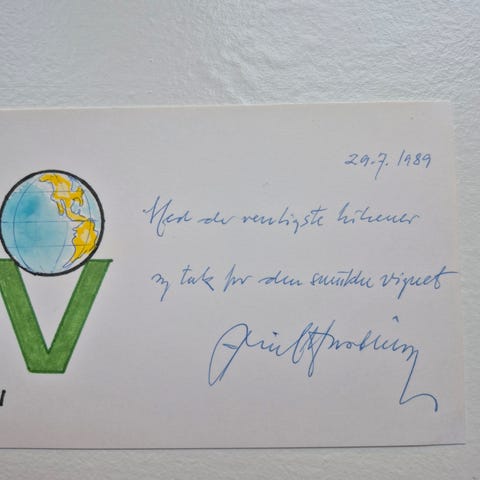 29.7. 1989
Med de venligste hilsener
og tak for den smukke vignet
V